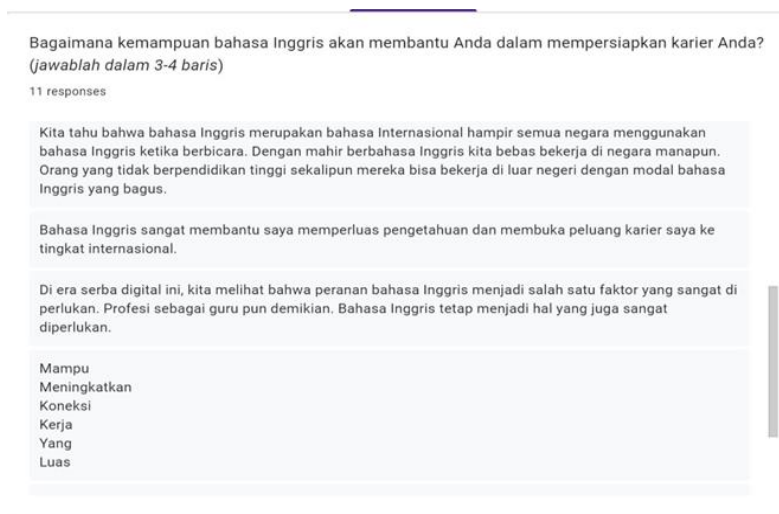 Bagaimana kemampuan bahasa Inggris akan membantu Anda dalam mempersiapkan karier Anda?
(jawablah dalam 3-4 baris)
11 responses
Kita tahu bahwa bahasa Inggris merupakan bahasa Internasional hampir semua negara menggunakan
bahasa Inggris ketika berbicara. Dengan mahir berbahasa Inggris kita bebas bekerja di negara manapun.
Orang yang tidak berpendidikan tinggi sekalipun mereka bisa bekerja di luar negeri dengan modal bahasa
Inggris yang bagus.
Bahasa Inggris sangat membantu saya memperluas pengetahuan dan membuka peluang karier saya ke
tingkat internasional.
Di era serba digital ini, kita melihat bahwa peranan bahasa Inggris menjadi salah satu faktor yang sangat di
perlukan. Profesi sebagai guru pun demikian. Bahasa Inggris tetap menjadi hal yang juga sangat
diperlukan.
Mampu
Meningkatkan
Koneksi
Kerja
Yang
Luas